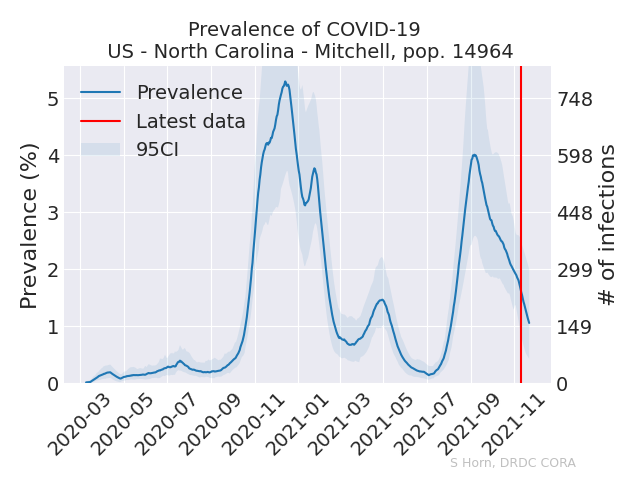 Prevalence of COVID-19
US - North Carolina - Mitchell, pop. 14964
Prevalence
Latest data
95CI
Prevalence (%)
5
4
3
2
1
0
# of infections
748
598
448
299
149
0
2020-03
2020-05
2020-07
2020-09
2020-11
2021-01
2021-03
2021-05
2021-07
2021-09
2021-11
S Horn, DRDC CORA